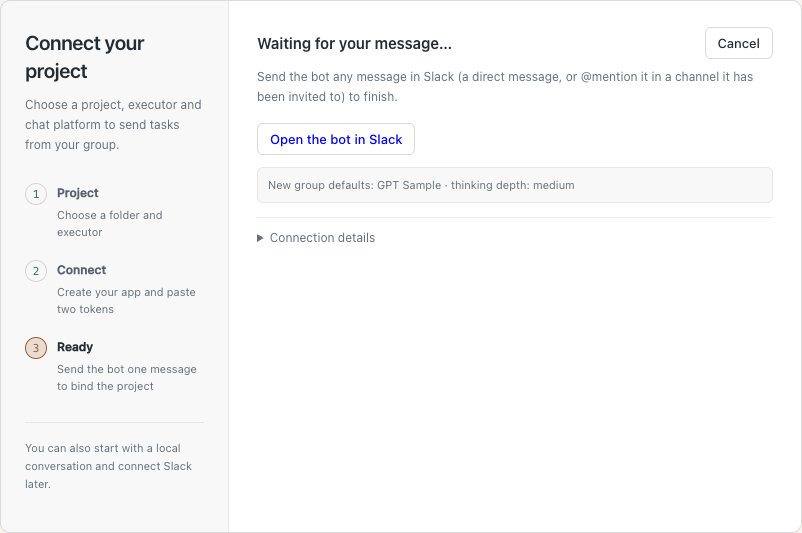 Connect your
project
Choose a project, executor and
chat platform to send tasks
from your group.
1
Project
Choose a folder and
executor
2
Connect
Create your app and paste
two tokens
3
Ready
Send the bot one message
to bind the project
You can also start with a local
conversation and connect Slack
later.
Waiting for your message...
Cancel
Send the bot any message in Slack (a direct message, or @mention it in a channel it has
been invited to) to finish.
Open the bot in Slack
New group defaults: GPT Sample · thinking depth: medium
Connection details